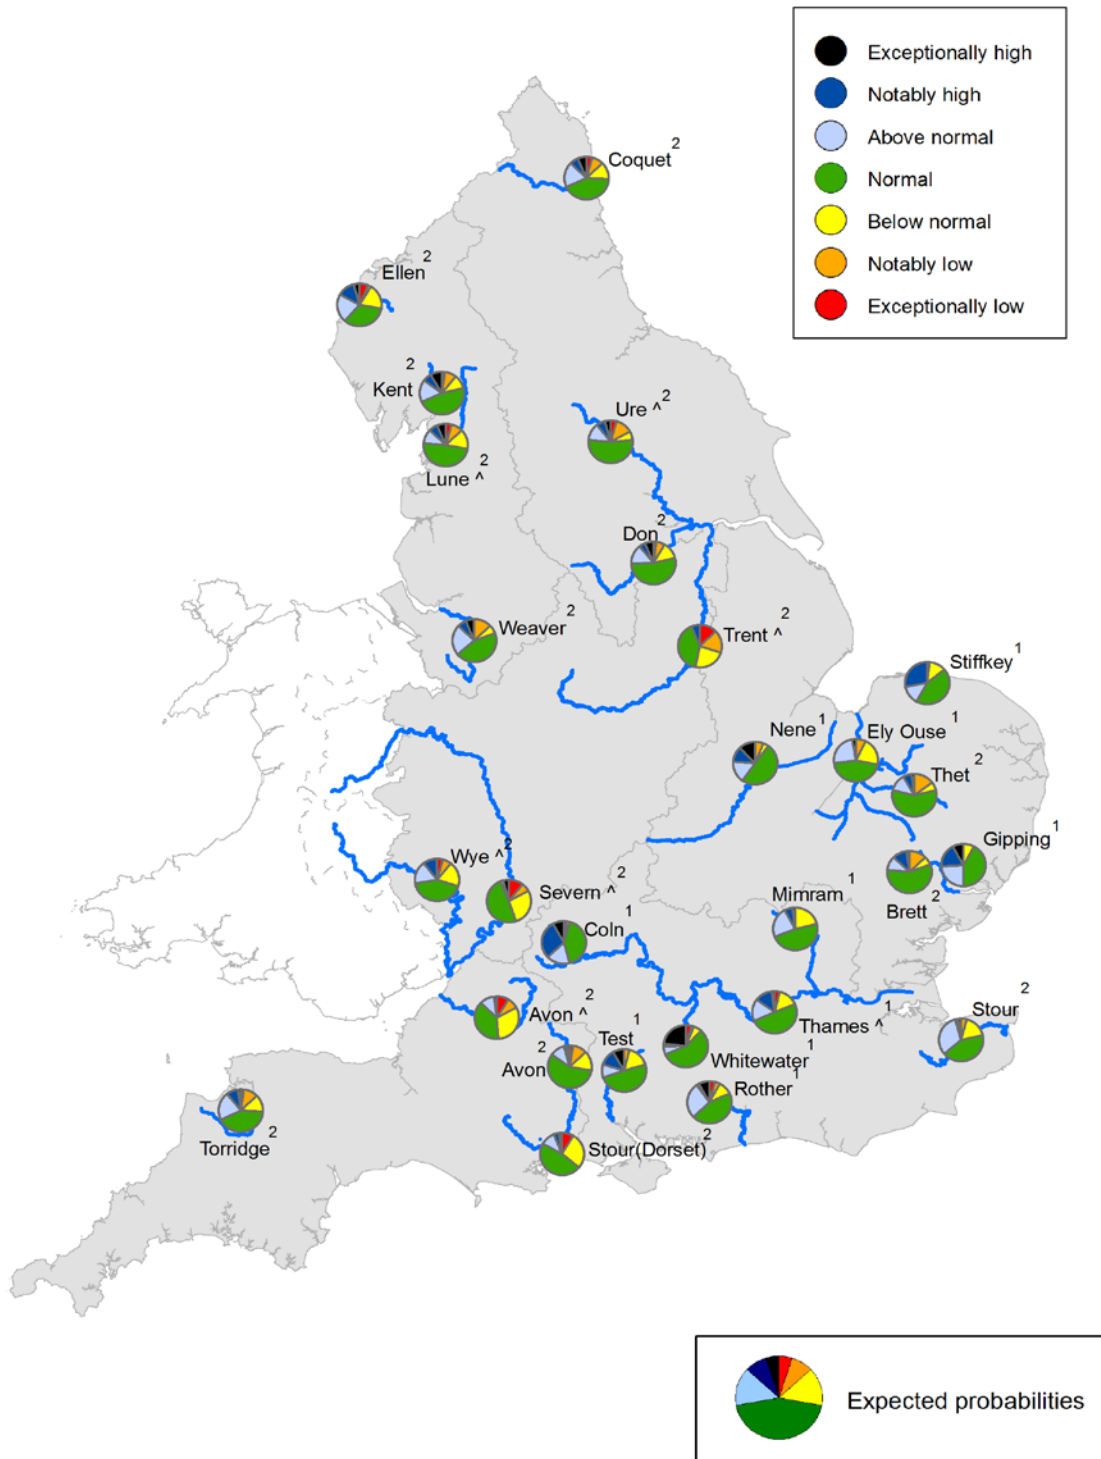 Exceptionally high
Notably high
Above normal
Normal
Below normal
Notably low
Exceptionally low
Coquet 2
Ellen 2
Kent 2
Ure ^ 2
Lune ^ 2
Don 2
Weaver 2
Trent ^ 2
Stiffkey 1
Nene 1
Ely Ouse 1
Thet 2
Gipping 1
Wye ^ 2
Severn ^ 2
Mimram 1
Brett 2
Coln 1
Avon ^ 2
Test 1
Thames ^ 1
Stour 2
Avon 2
Whitewater 1
Rother 1
Torridge 2
Stour(Dorset) 2
Expected probabilities